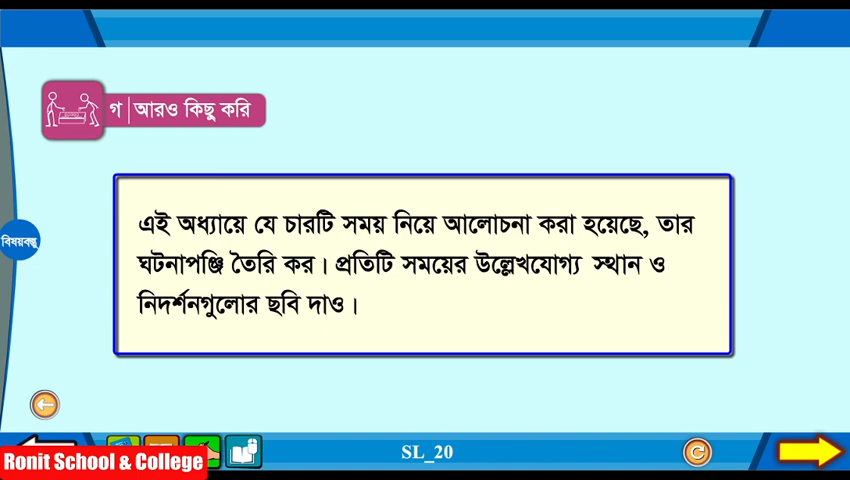 গ | আরও কিছু করি
এই অধ্যায়ে যে চারটি সময় নিয়ে আলোচনা করা হয়েছে, তার
ঘটনাপঞ্জি তৈরি কর। প্রতিটি সময়ের উল্লেখযোগ্য স্থান ও
নিদর্শনগুলোর ছবি দাও।
বিষয়বস্তু
SL_20
Ronit School & College